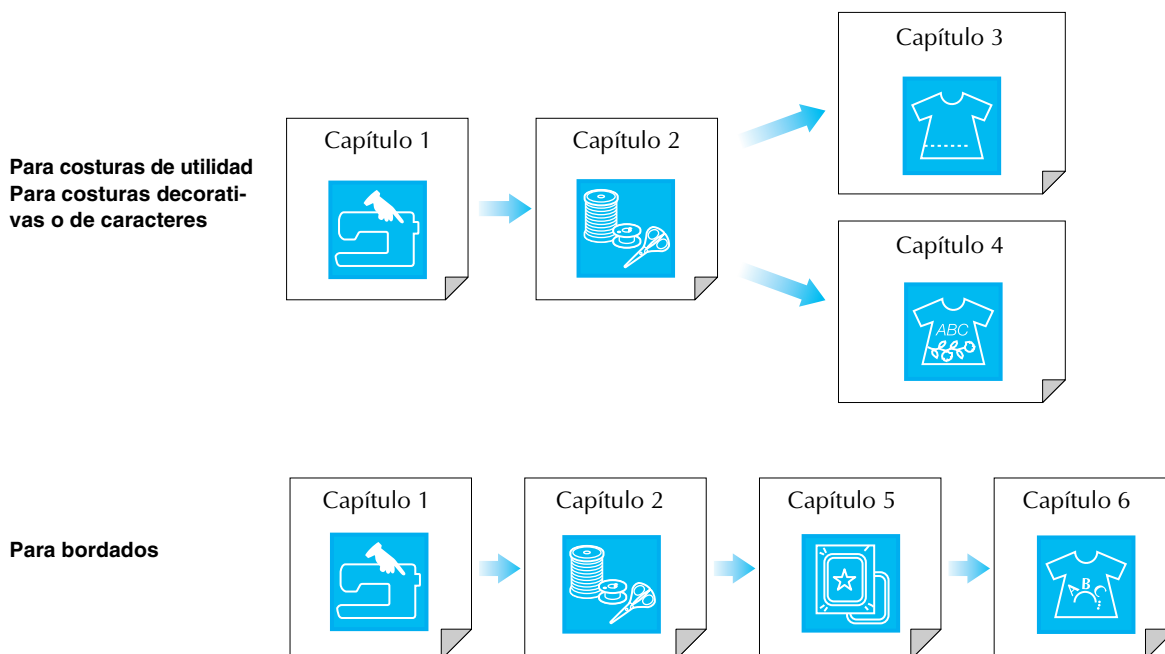 Para costuras de utilidad
Para costuras decorati-
vas o de caracteres
Capítulo 1
Capítulo 2
Capítulo 3
Capítulo 4
ABC
Para bordados
Capítulo 1
Capítulo 2
Capítulo 5
Capítulo 6
ABC